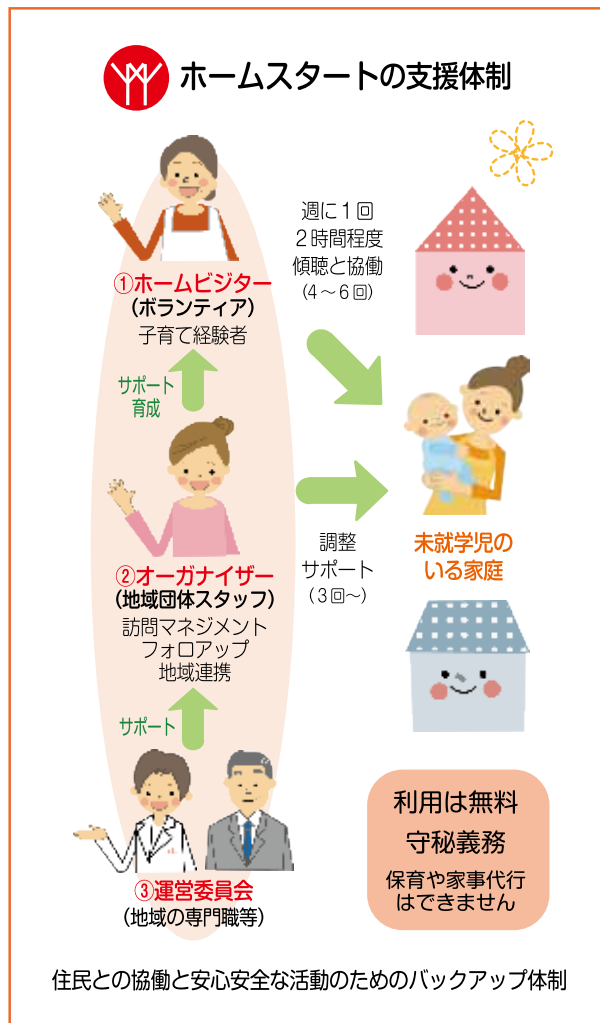 ホームスタートの支援体制
週に1回
2時間程度
傾聴と協働
(4～6回)
①ホームビジター
(ボランティア)
子育て経験者
サポート
育成
②オーガナイザー
(地域団体スタッフ)
訪問マネジメント
フォロアップ
地域連携
調整
サポート
(3回～)
未就学児の
いる家庭
サポート
③運営委員会
(地域の専門職等)
利用は無料
守秘義務
保育や家事代行
はできません
住民との協働と安心安全な活動のためのバックアップ体制